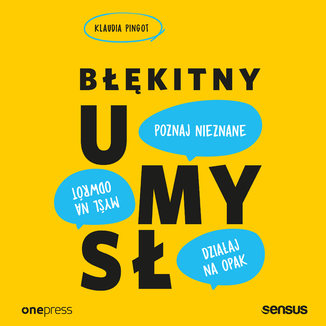 KLAUDIA PINGOT
BŁĘKITNY
U
POZNAJ NIEZNANE
MYŚL NA
ODWRÓT
MY
SŁ
DZIAŁAJ
NA OPAK
onepress
sensus